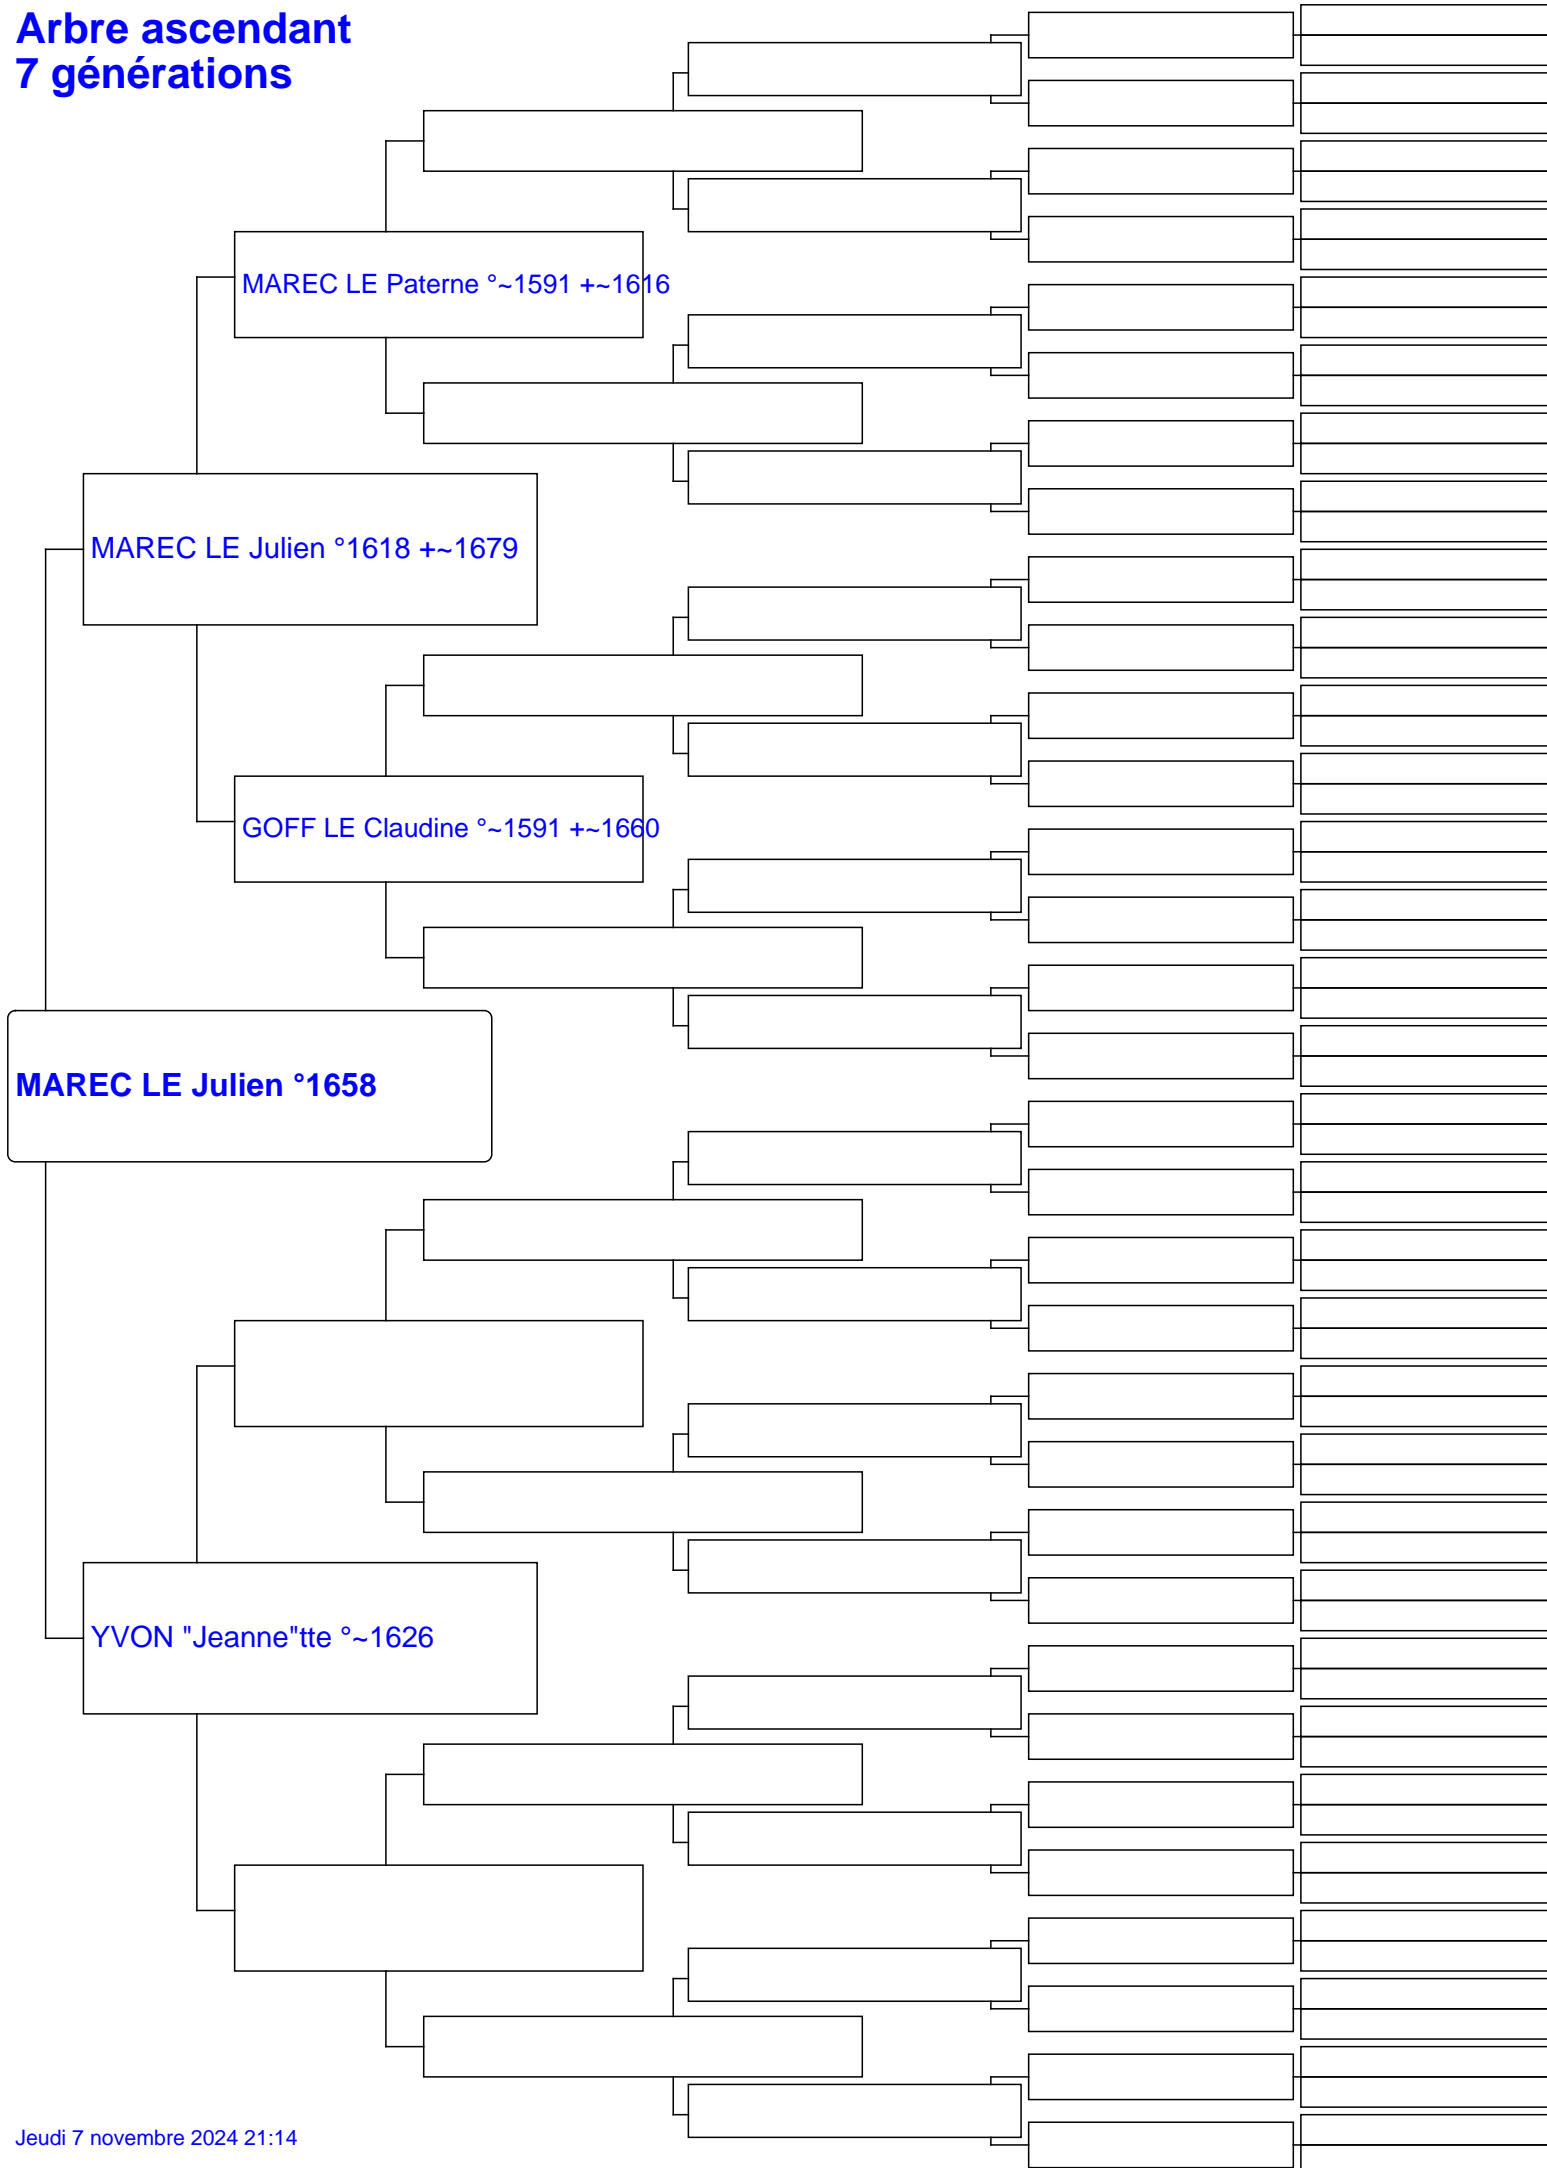 Arbre ascendant
7 générations
MAREC LE Paterne °~1591 +~1616
MAREC LE Julien °1618 +~1679
GOFF LE Claudine °~1591 +~1660
MAREC LE Julien °1658
YVON "Jeanne"tte °~1626
Jeudi 7 novembre 2024 21:14